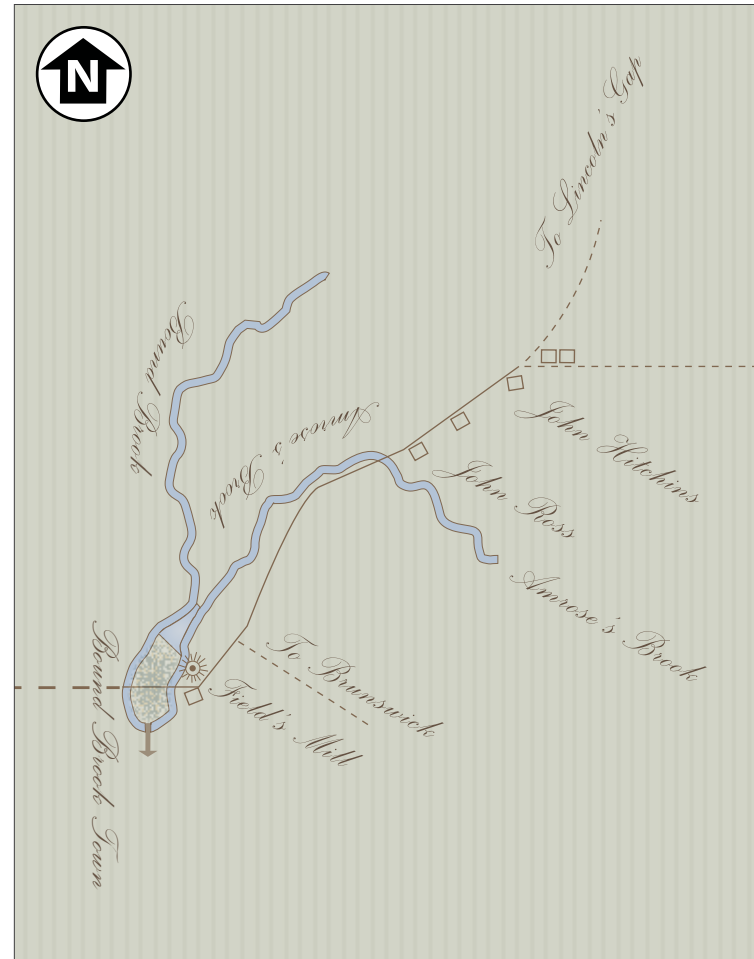 N
To Lincoln's Gap
Bound Brook
Amrose's Brook
John Hitchins
John Ross
Amrose's Brook
To Brunswick
Field's Mill
Bound Brook Town